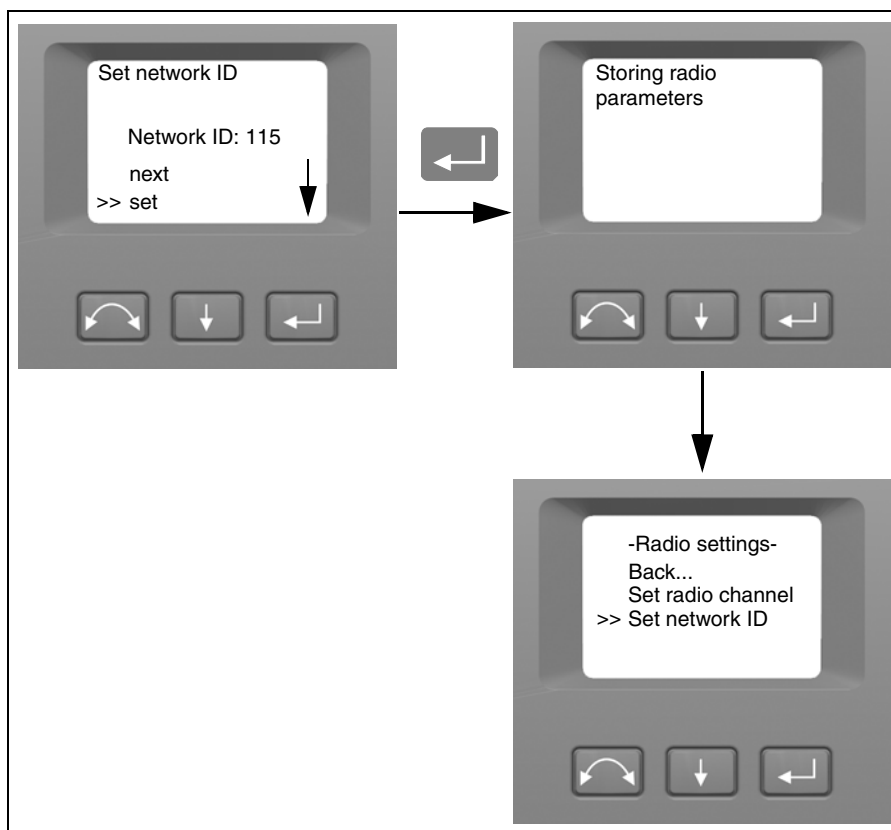 Set network ID
Network ID: 115
next
>> set
Storing radio
parameters
-Radio settings-
Back...
Set radio channel
>> Set network ID